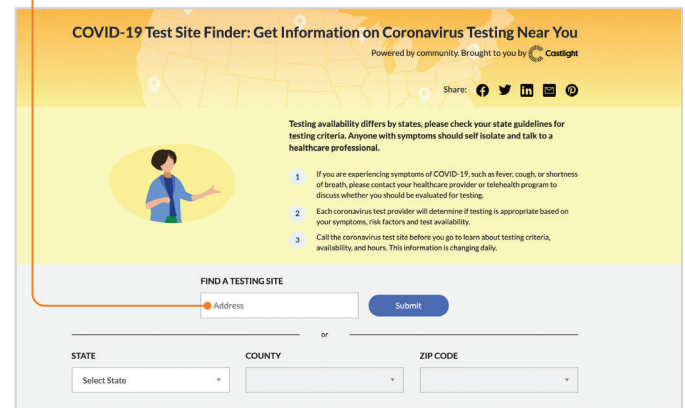 COVID-19 Test Site Finder: Get Information on Coronavirus Testing Near You
Powered by community. Brought to you by Castlight
Share:
Testing availability differs by states, please check your state guidelines for
testing criteria. Anyone with symptoms should self isolate and talk to a
healthcare professional.
1 If you are experiencing symptoms of COVID-19, such as fever, cough, or shortness
of breath, please contact your healthcare provider or telehealth program to
discuss whether you should be evaluated for testing.
2 Each coronavirus test provider will determine if testing is appropriate based on
your symptoms, risk factors and test availability.
3 Call the coronavirus test site before you go to learn about testing criteria,
availability, and hours. This information is changing daily.
FIND A TESTING SITE
Address Submit
or
STATE COUNTY ZIP CODE
Select State